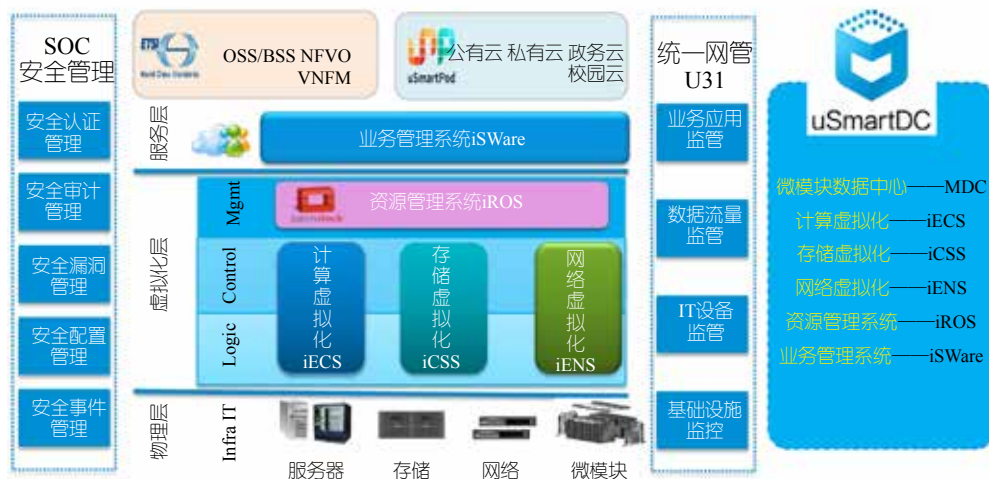 SOC
安全管理
安全认证
管理
安全审计
管理
安全漏洞
管理
安全配置
管理
安全事件
管理
ETSI
OSS/BSS NFVO
VNFM
uSmartPod
公有云 私有云 政务云
校园云
服务层
业务管理系统iSWare
虚拟化层
Mgmt
资源管理系统iROS
Control
Logic
计算虚拟化
iECS
存储虚拟化
iCSS
网络虚拟化
iENS
物理层
Infra IT
服务器
存储
网络
微模块
统一网管
U31
业务应用
监管
数据流量
监管
IT设备
监管
基础设施
监控
uSmartDC
微模块数据中心——MDC
计算虚拟化——iECS
存储虚拟化——iCSS
网络虚拟化——iENS
资源管理系统——iROS
业务管理系统——iSWare